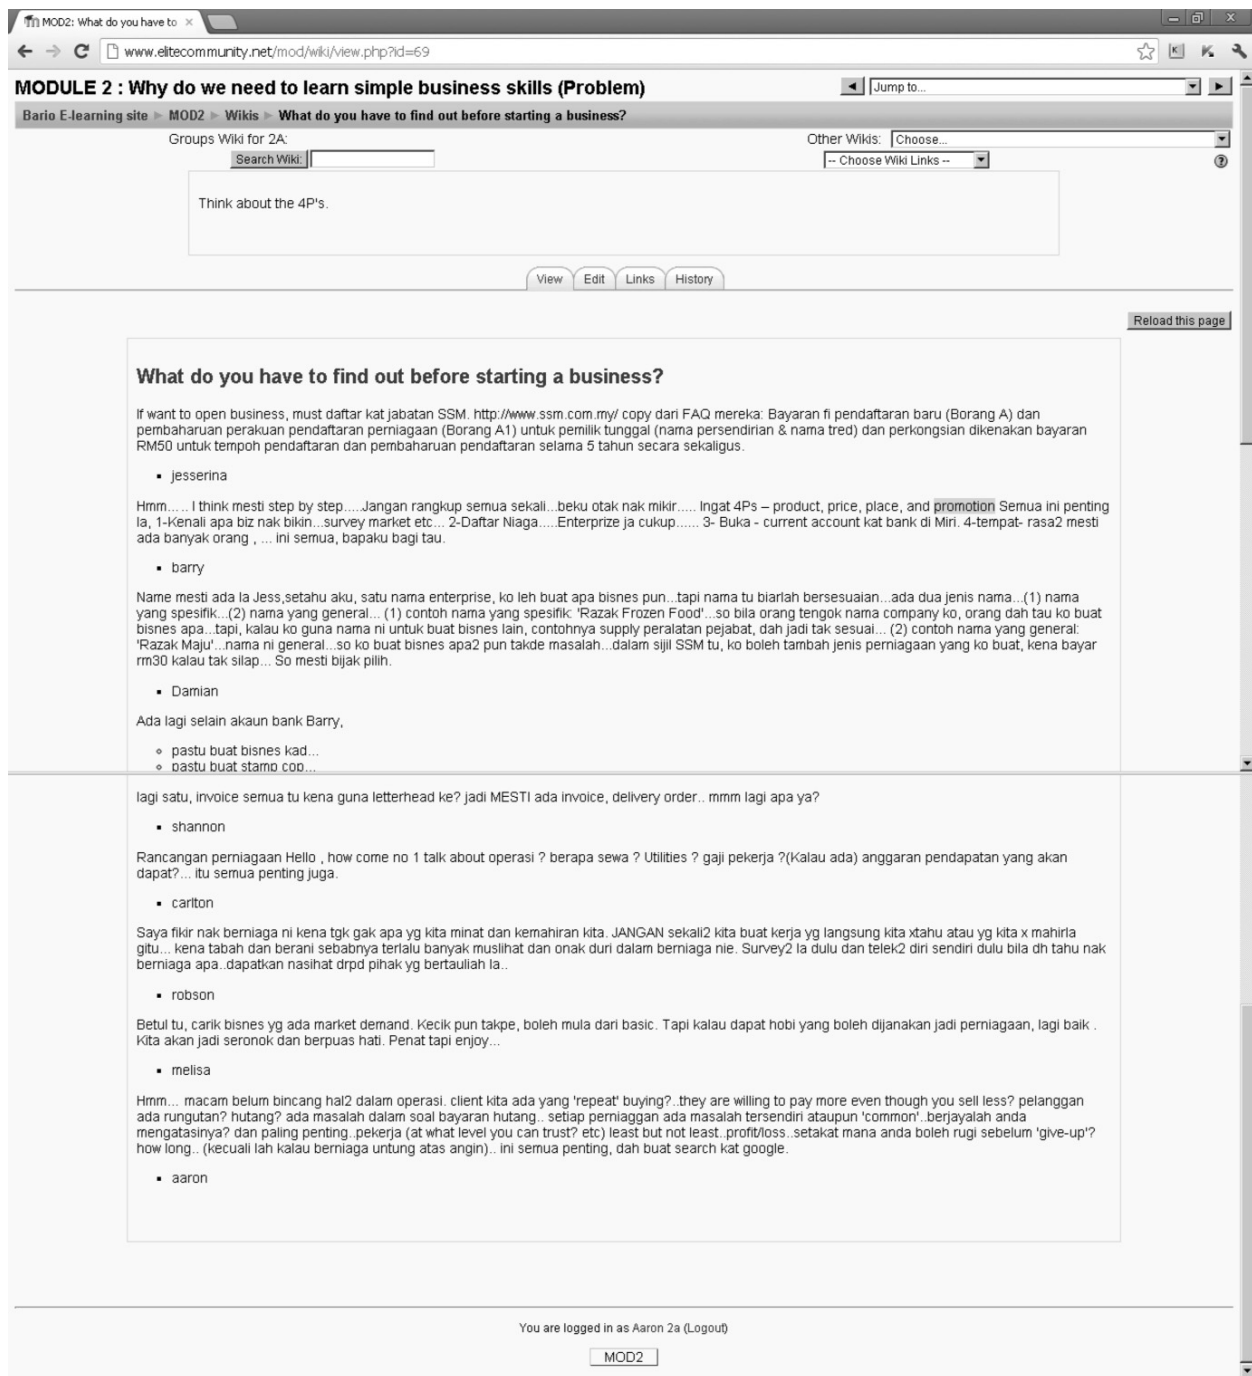 MOD2: What do you have to
www.elitecommunity.net/mod/wiki/view.php?id=69
MODULE 2 : Why do we need to learn simple business skills (Problem)
Jump to...
Bario E-learning site ► MOD2 ► Wikis ► What do you have to find out before starting a business?
Groups Wiki for 2A:
Other Wikis: Choose...
Search Wiki:
-- Choose Wiki Links --
Think about the 4P's.
View Edit Links History
Reload this page
What do you have to find out before starting a business?
If want to open business, must daftar kat jabatan SSM. http://www.ssm.com.my/ copy dari FAQ mereka: Bayaran fi pendaftaran baru (Borang A) dan
pembaharuan perakuan pendaftaran perniagaan (Borang A1) untuk pemilik tunggal (nama persendirian & nama tred) dan perkongsian dikenakan bayaran
RM50 untuk tempoh pendaftaran dan pembaharuan pendaftaran selama 5 tahun secara sekaligus.
▪ jesserina
Hmm..... I think mesti step by step.....Jangan rangkup semua sekali...beku otak nak mikir..... Ingat 4Ps – product, price, place, and promotion Semua ini penting
la, 1-Kenali apa biz nak bikin...survey market etc... 2-Daftar Niaga.....Enterprize ja cukup...... 3- Buka - current account kat bank di Miri. 4-tempat- rasa2 mesti
ada banyak orang , ... ini semua, bapaku bagi tau.
▪ barry
Name mesti ada la Jess,setahu aku, satu nama enterprise, ko leh buat apa bisnes pun...tapi nama tu biarlah bersesuaian...ada dua jenis nama...(1) nama
yang spesifik...(2) nama yang general... (1) contoh nama yang spesifik: 'Razak Frozen Food'...so bila orang tengok nama company ko, orang dah tau ko buat
bisnes apa...tapi, kalau ko guna nama ni untuk buat bisnes lain, contohnya supply peralatan pejabat, dah jadi tak sesuai... (2) contoh nama yang general:
'Razak Maju'...nama ni general...so ko buat bisnes apa2 pun takde masalah...dalam sijil SSM tu, ko boleh tambah jenis perniagaan yang ko buat, kena bayar
rm30 kalau tak silap... So mesti bijak pilih.
▪ Damian
Ada lagi selain akaun bank Barry,
◦ pastu buat bisnes kad...
◦ pastu buat stamp cop...
lagi satu, invoice semua tu kena guna letterhead ke? jadi MESTI ada invoice, delivery order.. mmm lagi apa ya?
▪ shannon
Rancangan perniagaan Hello , how come no 1 talk about operasi ? berapa sewa ? Utilities ? gaji pekerja ?(Kalau ada) anggaran pendapatan yang akan
dapat?... itu semua penting juga.
▪ carlton
Saya fikir nak berniaga ni kena tgk gak apa yg kita minat dan kemahiran kita. JANGAN sekali2 kita buat kerja yg langsung kita xtahu atau yg kita x mahirla
gitu... kena tabah dan berani sebabnya terlalu banyak muslihat dan onak duri dalam berniaga nie. Survey2 la dulu dan telek2 diri sendiri dulu bila dh tahu nak
berniaga apa..dapatkan nasihat drpd pihak yg bertauliah la..
▪ robson
Betul tu, carik bisnes yg ada market demand. Kecik pun takpe, boleh mula dari basic. Tapi kalau dapat hobi yang boleh dijanakan jadi perniagaan, lagi baik .
Kita akan jadi seronok dan berpuas hati. Penat tapi enjoy...
▪ melisa
Hmm... macam belum bincang hal2 dalam operasi. client kita ada yang 'repeat' buying?..they are willing to pay more even though you sell less? pelanggan
ada rungutan? hutang? ada masalah dalam soal bayaran hutang.. setiap perniaggan ada masalah tersendiri ataupun 'common'..berjayalah anda
mengatasinya? dan paling penting..pekerja (at what level you can trust? etc) least but not least..profit/loss..setakat mana anda boleh rugi sebelum 'give-up'?
how long.. (kecuali lah kalau berniaga untung atas angin).. ini semua penting, dah buat search kat google.
▪ aaron
You are logged in as Aaron 2a (Logout)
MOD2